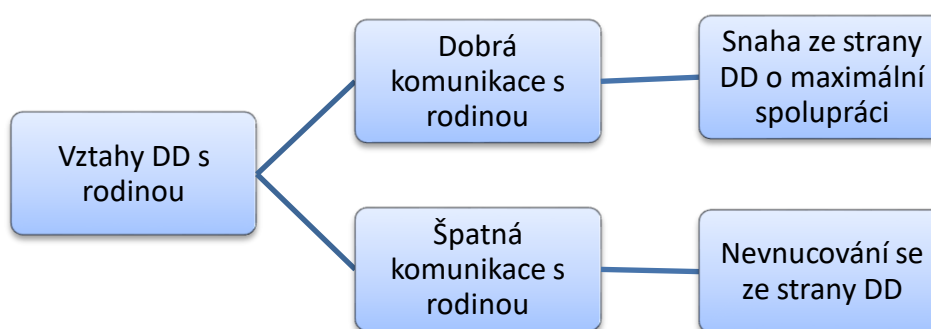 Vztahy DD s
rodinou
Dobrá
komunikace s
rodinou
Snaha ze strany
DD o maximální
spolupráci
Špatná
komunikace s
rodinou
Nevnucování se
ze strany DD